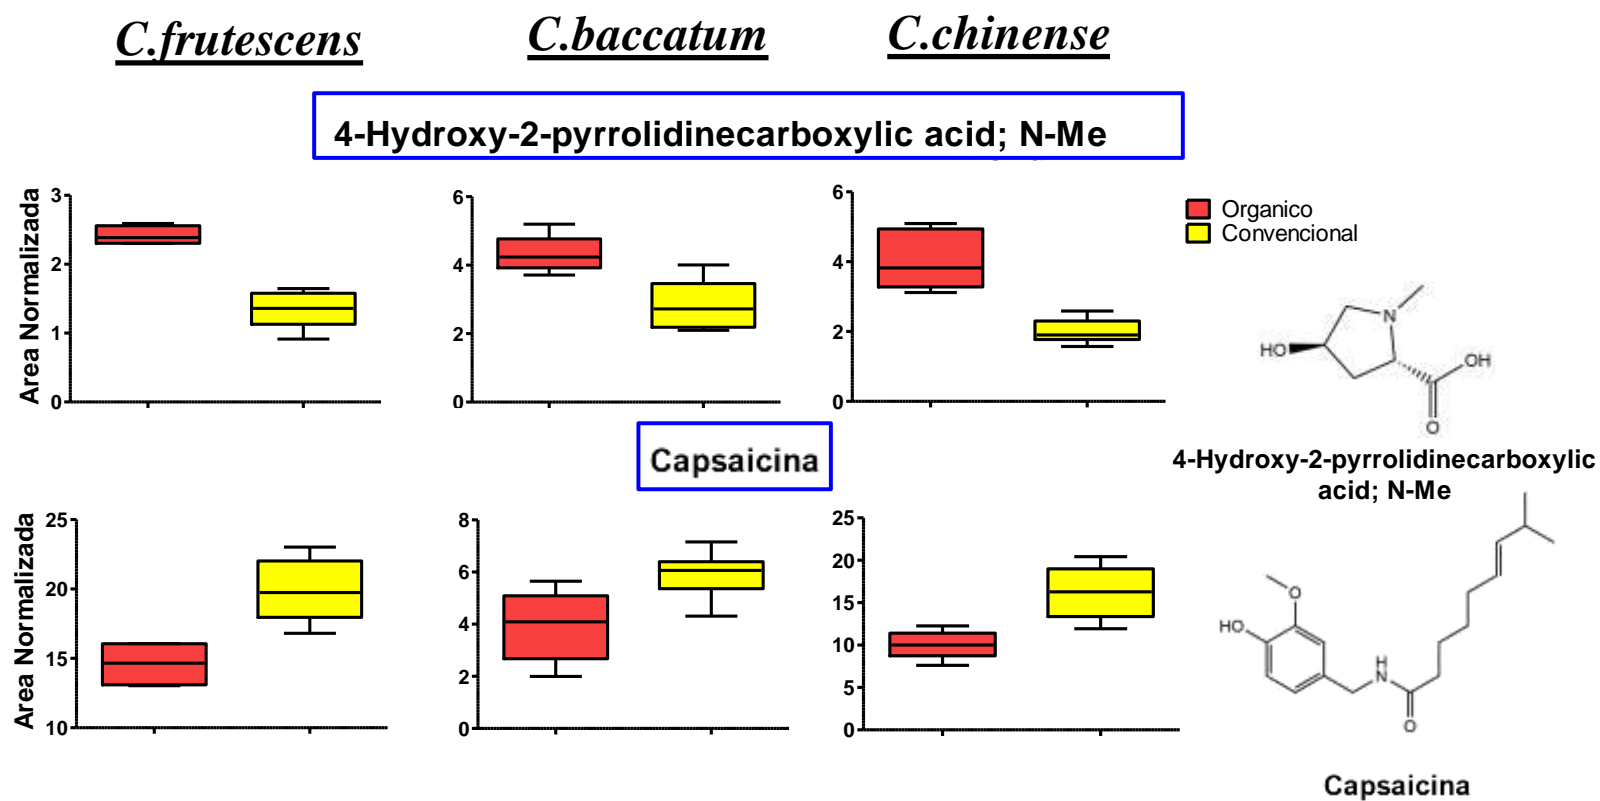 C.frutescens
C.baccatum
C.chinense
4-Hydroxy-2-pyrrolidinecarboxylic acid; N-Me
Area Normalizada
3
2
1
0
6
4
2
0
6
4
2
0
Organico
Convencional
N
HO
OH
O
4-Hydroxy-2-pyrrolidinecarboxylic
acid; N-Me
Capsaicina
Area Normalizada
25
20
15
10
8
6
4
2
0
25
20
15
10
5
0
O
HO
H
N
O
Capsaicina